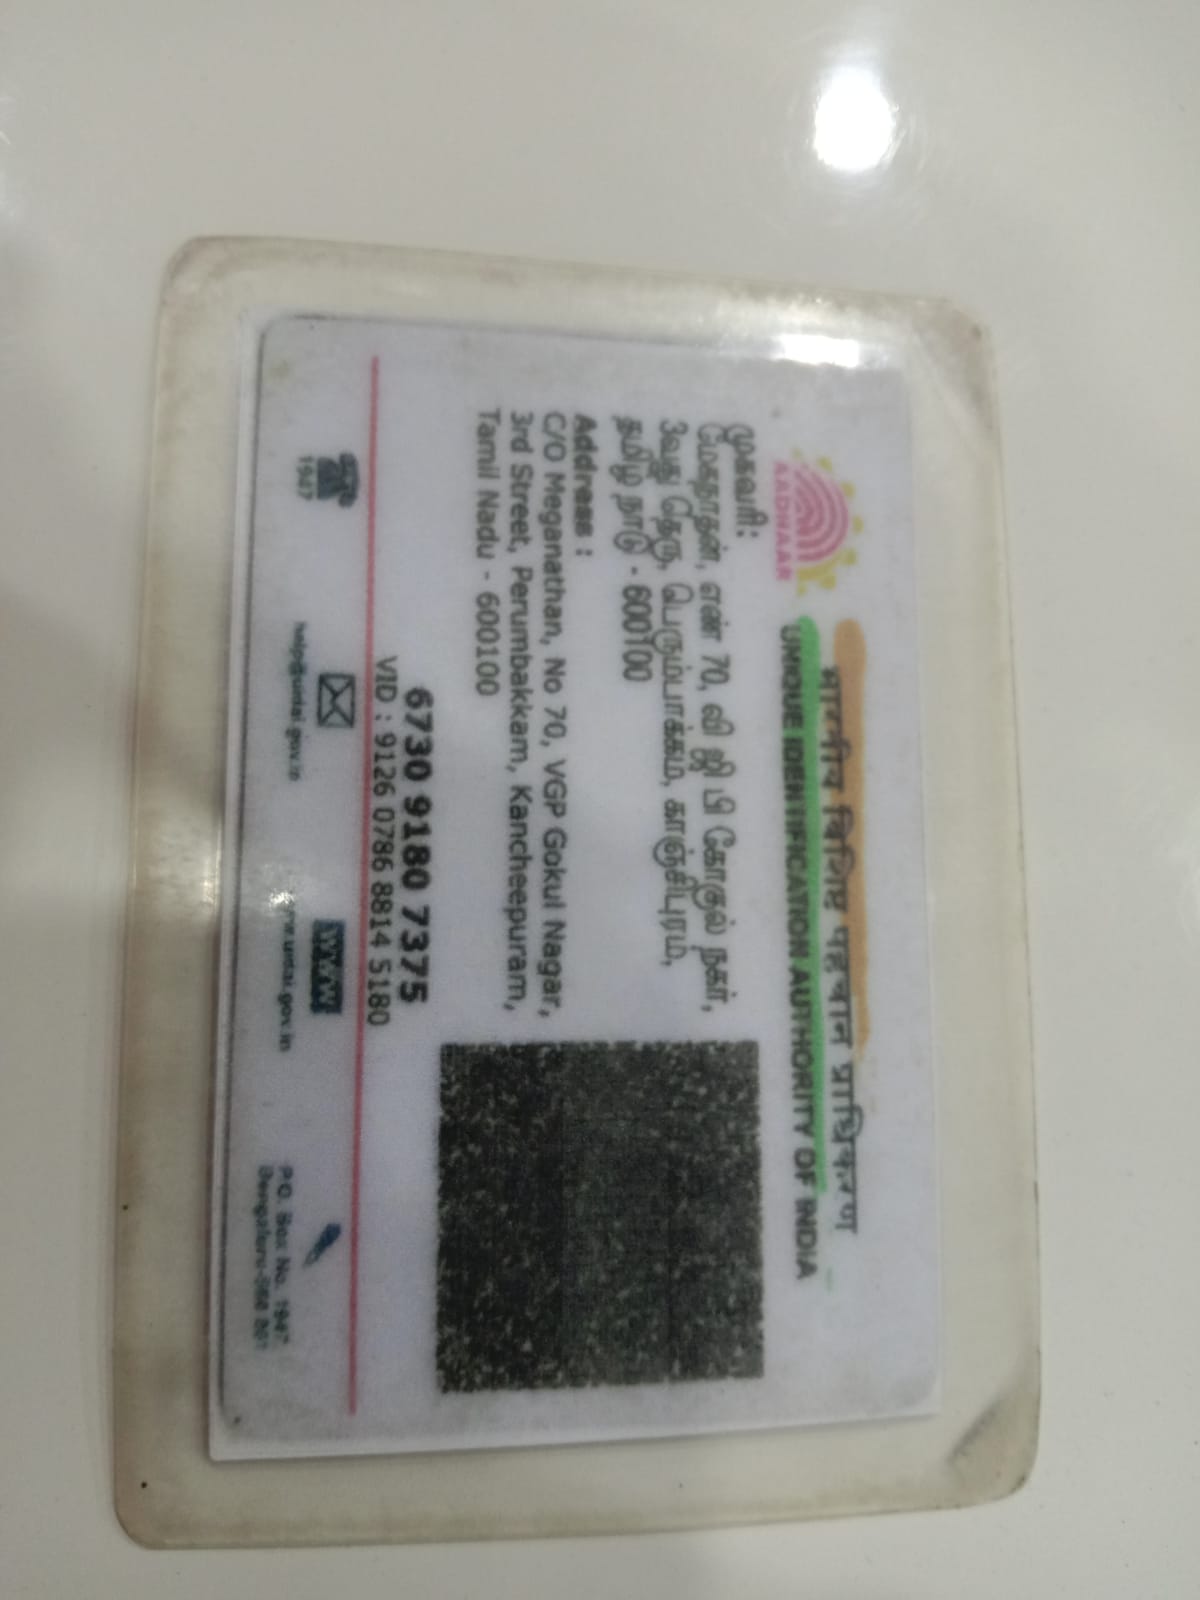 भारतीय विशिष्ट पहचान प्राधिकरण
UNIQUE IDENTIFICATION AUTHORITY OF INDIA
AADHAAR
முகவரி:
மேகநாதன், எண் 70, வி ஜி பி கோகுல் நகர்,
3வது தெரு, பெரும்பாக்கம், காஞ்சிபுரம்,
தமிழ் நாடு - 600100
Address :
C/O Meganathan, No 70, VGP Gokul Nagar,
3rd Street, Perumbakkam, Kancheepuram,
Tamil Nadu - 600100
6730 9180 7375
VID : 9126 0786 8814 5180
1947
help@uidai.gov.in
WWW
www.uidai.gov.in
P.O. Box No. 1947,
Bengaluru-560 001